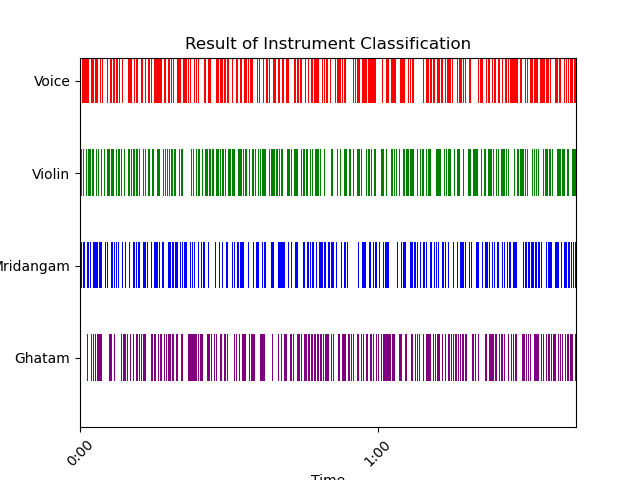 Result of Instrument Classification
Voice
Violin
Mridangam
Ghatam
0:00
1:00
Time